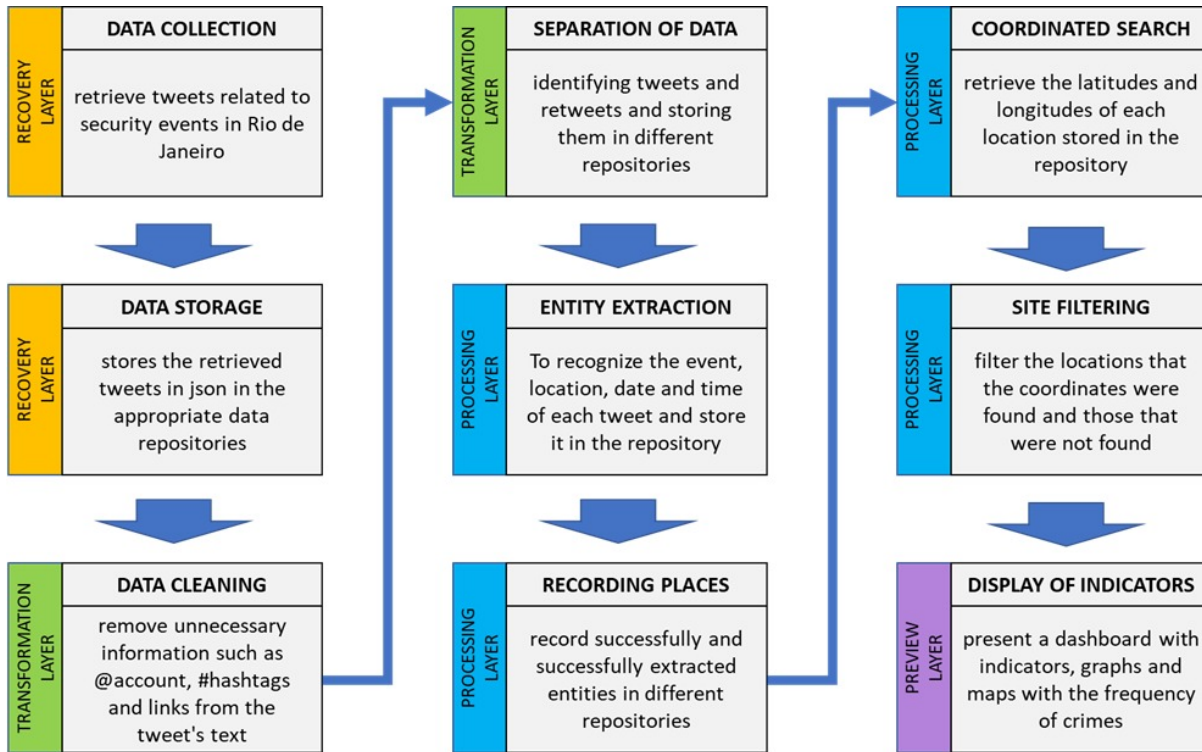 RECOVERY
LAYER
DATA COLLECTION
retrieve tweets related to
security events in Rio de
Janeiro
RECOVERY
LAYER
DATA STORAGE
stores the retrieved
tweets in json in the
appropriate data
repositories
TRANSFORMATION
LAYER
DATA CLEANING
remove unnecessary
information such as
@account, #hashtags
and links from the
tweet's text
TRANSFORMATION
LAYER
SEPARATION OF DATA
identifying tweets and
retweets and storing
them in different
repositories
PROCESSING
LAYER
ENTITY EXTRACTION
To recognize the event,
location, date and time
of each tweet and store
it in the repository
PROCESSING
LAYER
RECORDING PLACES
record successfully and
successfully extracted
entities in different
repositories
PROCESSING
LAYER
COORDINATED SEARCH
retrieve the latitudes and
longitudes of each
location stored in the
repository
PROCESSING
LAYER
SITE FILTERING
filter the locations that
the coordinates were
found and those that
were not found
PREVIEW
LAYER
DISPLAY OF INDICATORS
present a dashboard with
indicators, graphs and
maps with the frequency
of crimes